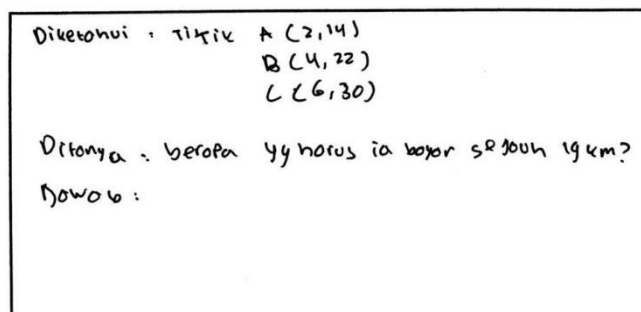 Diketahui : Titik A (2,14)
B (4,22)
C (6,30)
Ditanya : berapa yg harus ia bayar sejauh 19 km?
Jawab :